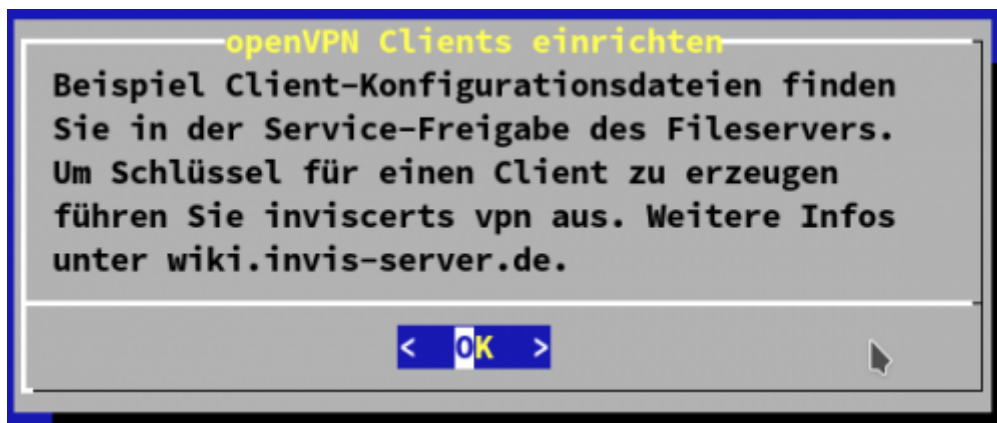 openVPN Clients einrichten
Beispiel Client-Konfigurationsdateien finden
Sie in der Service-Freigabe des Fileservers.
Um Schlüssel für einen Client zu erzeugen
führen Sie inviscerts vpn aus. Weitere Infos
unter wiki.invis-server.de.
< OK >